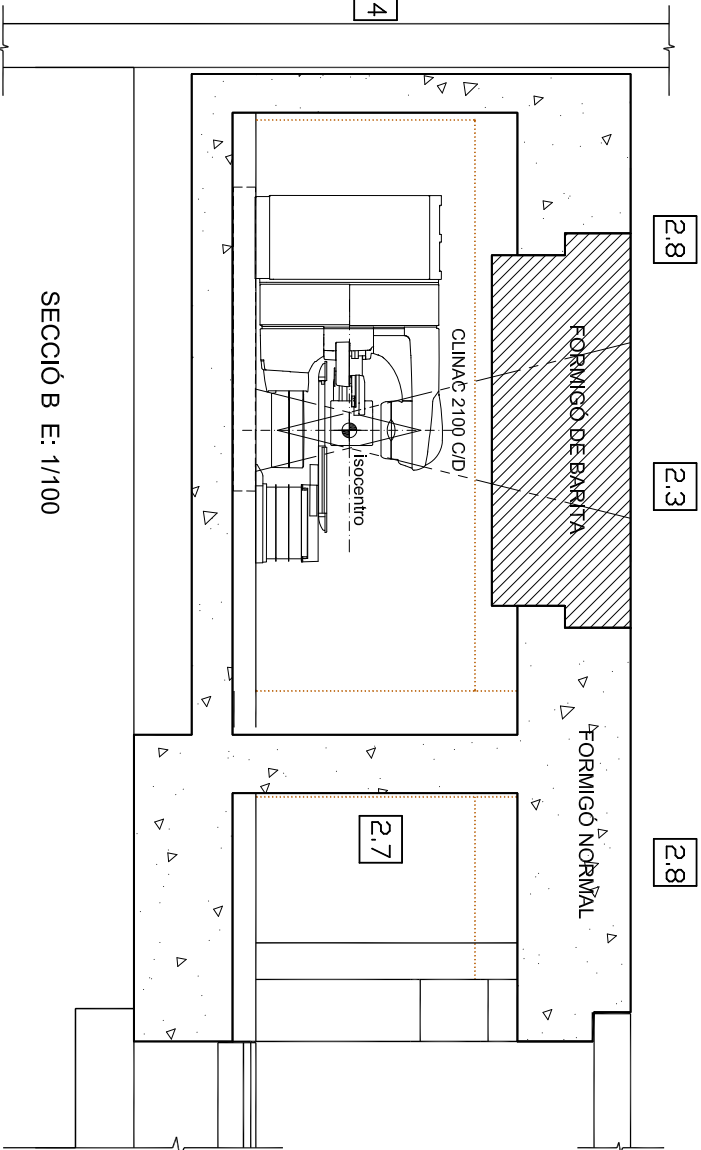 2.8
2.3
2.8
FORMIGÓ DE BARITA
FORMIGÓ NORMAL
CLINAC 2100 C/D
4
2.7
isocentro
SECCIÓ B E: 1/100